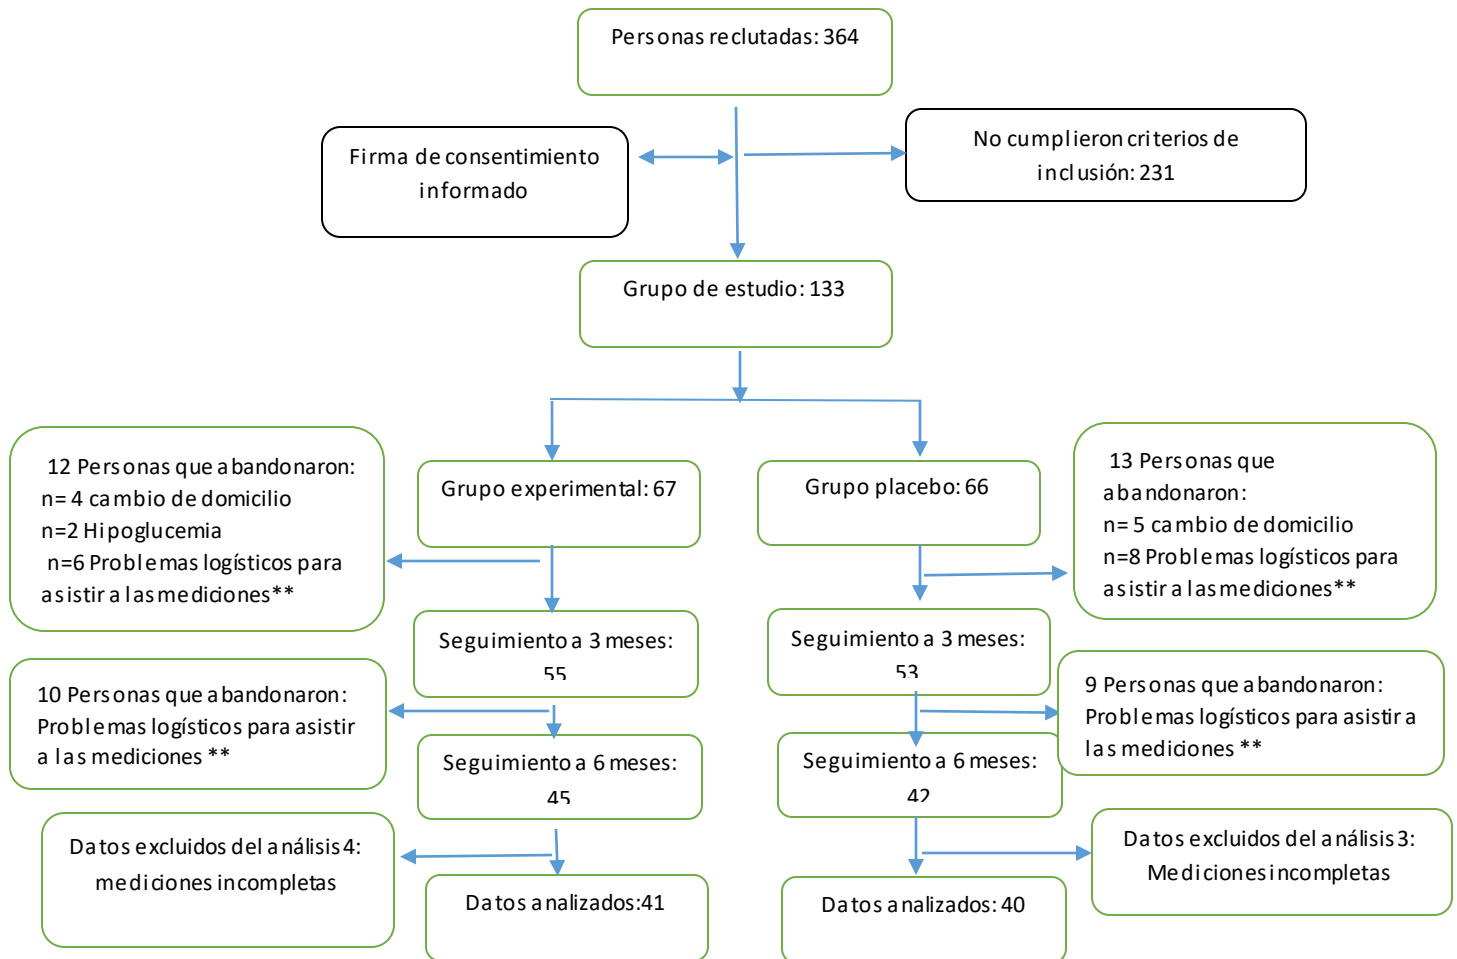 Personas reclutadas: 364
Firma de consentimiento
informado
No cumplieron criterios de
inclusión: 231
Grupo de estudio: 133
12 Personas que abandonaron:
n= 4 cambio de domicilio
n=2 Hipoglucemia
n=6 Problemas logísticos para
asistir a las mediciones**
Grupo experimental: 67
Grupo placebo: 66
13 Personas que
abandonaron:
n= 5 cambio de domicilio
n=8 Problemas logísticos para
asistir a las mediciones**
Seguimiento a 3 meses:
55
Seguimiento a 3 meses:
53
10 Personas que abandonaron:
Problemas logísticos para asistir
a las mediciones **
9 Personas que abandonaron:
Problemas logísticos para asistir a
las mediciones **
Seguimiento a 6 meses:
45
Seguimiento a 6 meses:
42
Datos excluidos del análisis 4:
mediciones incompletas
Datos excluidos del análisis 3:
Mediciones incompletas
Datos analizados:41
Datos analizados: 40